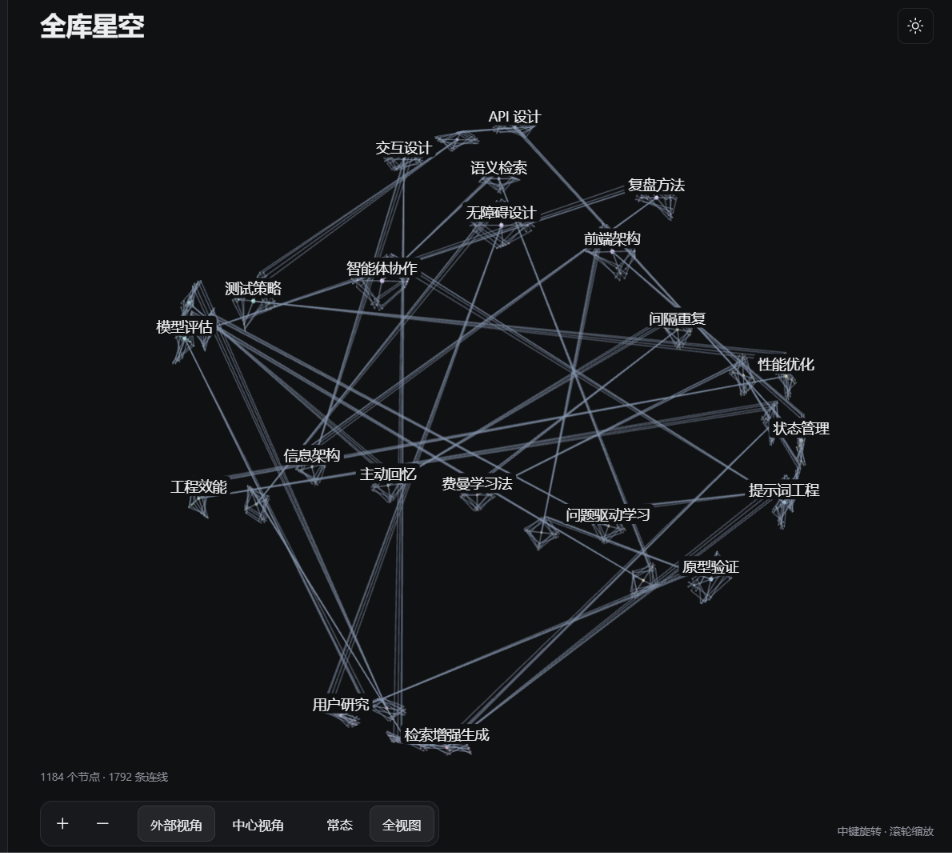 全库星空
API 设计
交互设计
语义检索
复盘方法
无障碍设计
前端架构
智能体协作
测试策略
间隔重复
模型评估
性能优化
状态管理
信息架构
主动回忆
费曼学习法
工程效能
提示词工程
问题驱动学习
原型验证
用户研究
检索增强生成
1184 个节点 · 1792 条连线
+ − 外部视角 中心视角 常态 全视图
中键旋转 · 滚轮缩放